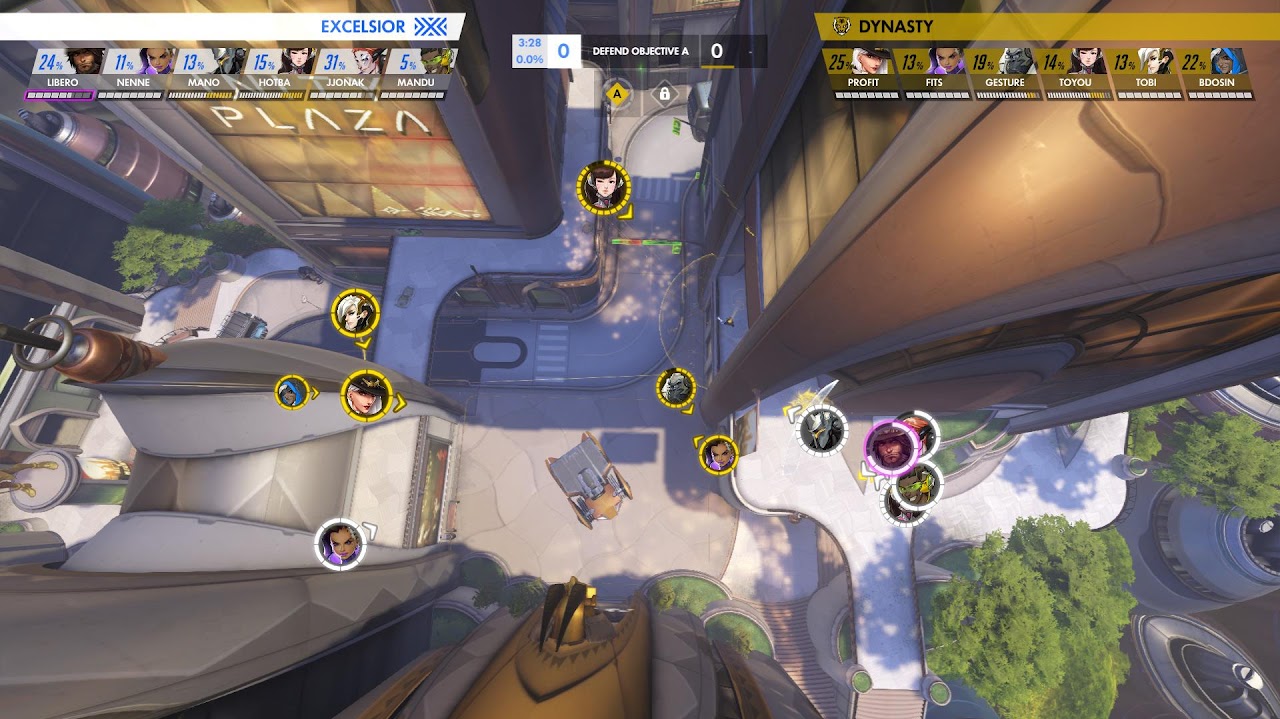 EXCELSIOR
24% 11% 13% 15% 31% 5%
LIBERO NENNE MANO HOTBA JJONAK MANDU
3:28
0.0%
0 DEFEND OBJECTIVE A 0 -
A
DYNASTY
25% 13% 19% 14% 13% 22%
PROFIT FITS GESTURE TOYOU TOBI BDOSIN
PLAZA